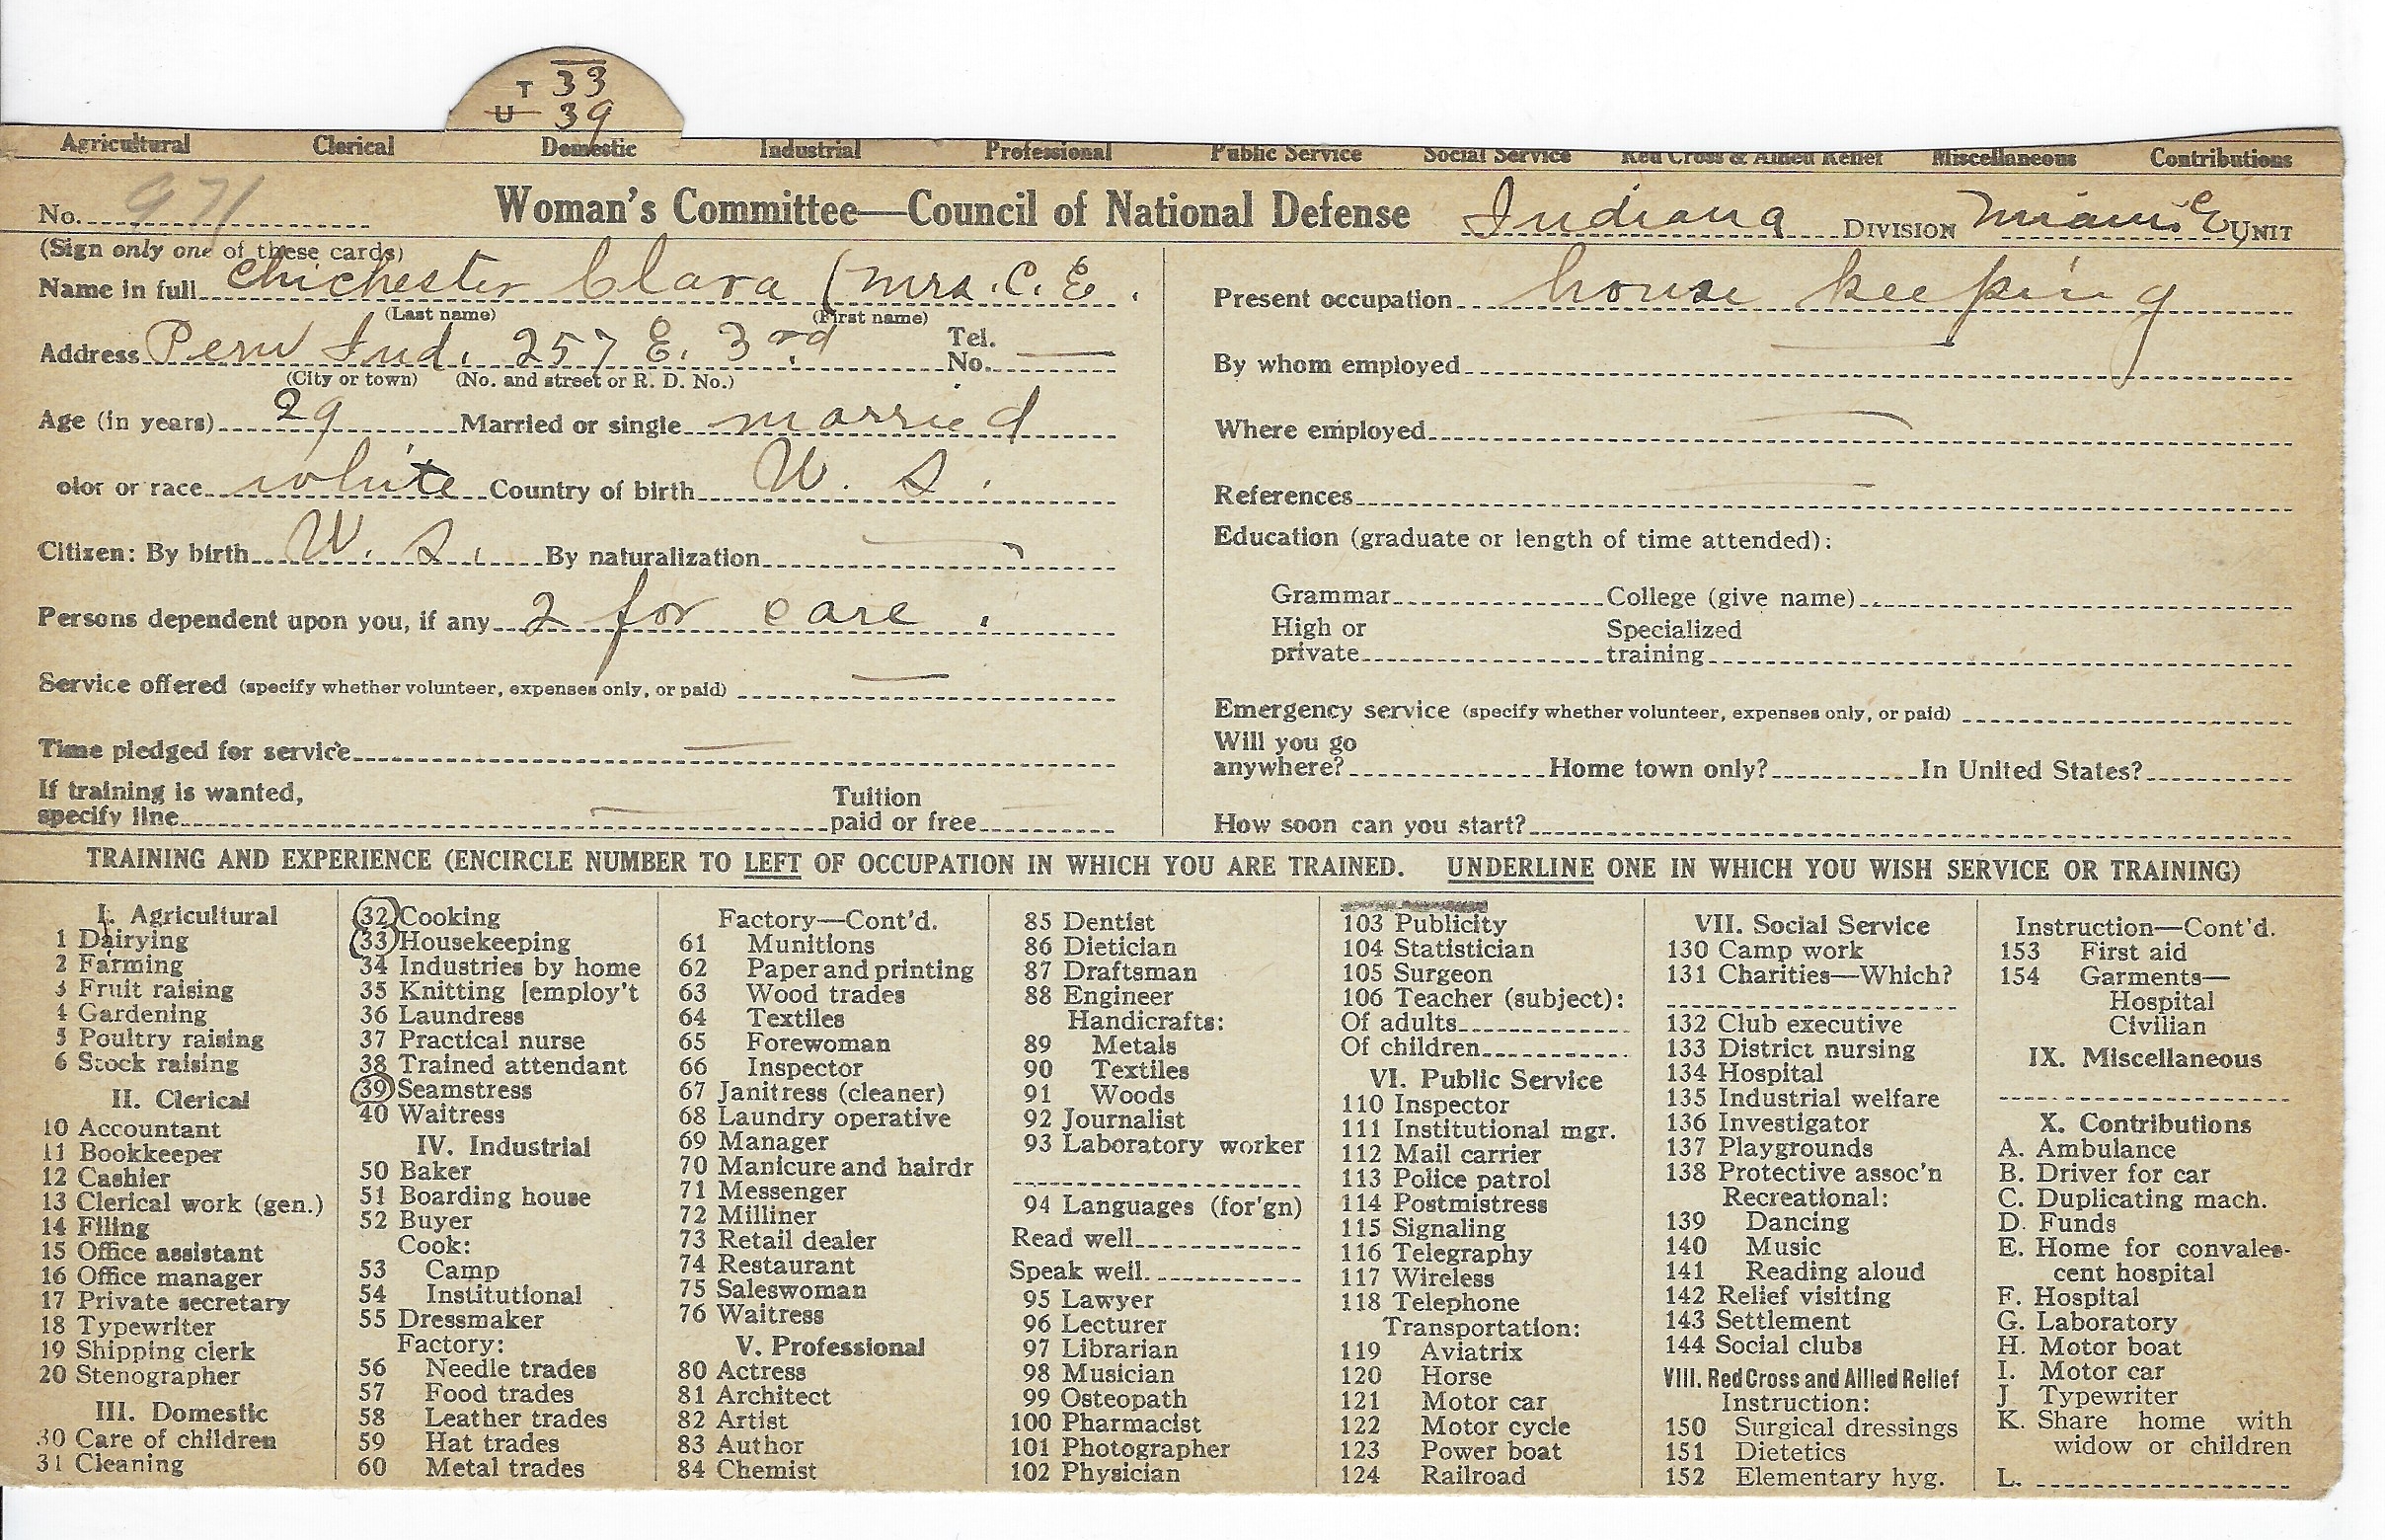 T 33
U 39
Agricultural Clerical Domestic Industrial Professional Public Service Social Service Red Cross & Allied Relief Miscellaneous Contributions
No. 971 Woman's Committee—Council of National Defense Indiana DIVISION Miami Co UNIT
(Sign only one of these cards)
Name in full Chichester Clara (Mrs. C. E.
(Last name) (First name)
Address Peru Ind. 257 E. 3rd Tel. No.
(City or town) (No. and street or R. D. No.)
Age (in years) 29 Married or single married
olor or race white Country of birth U. S.
Citizen: By birth U. S. By naturalization
Persons dependent upon you, if any 2 for care.
Service offered (specify whether volunteer, expenses only, or paid)
Time pledged for service
If training is wanted,
specify line Tuition paid or free
Present occupation house keeping
By whom employed
Where employed
References
Education (graduate or length of time attended):
Grammar College (give name)
High or private Specialized training
Emergency service (specify whether volunteer, expenses only, or paid)
Will you go
anywhere? Home town only? In United States?
How soon can you start?
TRAINING AND EXPERIENCE (ENCIRCLE NUMBER TO LEFT OF OCCUPATION IN WHICH YOU ARE TRAINED. UNDERLINE ONE IN WHICH YOU WISH SERVICE OR TRAINING)
I. Agricultural
1 Dairying
2 Farming
3 Fruit raising
4 Gardening
5 Poultry raising
6 Stock raising
II. Clerical
10 Accountant
11 Bookkeeper
12 Cashier
13 Clerical work (gen.)
14 Filing
15 Office assistant
16 Office manager
17 Private secretary
18 Typewriter
19 Shipping clerk
20 Stenographer
III. Domestic
30 Care of children
31 Cleaning
32 Cooking
33 Housekeeping
34 Industries by home
35 Knitting [employ't
36 Laundress
37 Practical nurse
38 Trained attendant
39 Seamstress
40 Waitress
IV. Industrial
50 Baker
51 Boarding house
52 Buyer
Cook:
53 Camp
54 Institutional
55 Dressmaker
Factory:
56 Needle trades
57 Food trades
58 Leather trades
59 Hat trades
60 Metal trades
Factory—Cont'd.
61 Munitions
62 Paper and printing
63 Wood trades
64 Textiles
65 Forewoman
66 Inspector
67 Janitress (cleaner)
68 Laundry operative
69 Manager
70 Manicure and hairdr
71 Messenger
72 Milliner
73 Retail dealer
74 Restaurant
75 Saleswoman
76 Waitress
V. Professional
80 Actress
81 Architect
82 Artist
83 Author
84 Chemist
85 Dentist
86 Dietician
87 Draftsman
88 Engineer
Handicrafts:
89 Metals
90 Textiles
91 Woods
92 Journalist
93 Laboratory worker
94 Languages (for'gn)
Read well
Speak well
95 Lawyer
96 Lecturer
97 Librarian
98 Musician
99 Osteopath
100 Pharmacist
101 Photographer
102 Physician
103 Publicity
104 Statistician
105 Surgeon
106 Teacher (subject):
Of adults
Of children
VI. Public Service
110 Inspector
111 Institutional mgr.
112 Mail carrier
113 Police patrol
114 Postmistress
115 Signaling
116 Telegraphy
117 Wireless
118 Telephone
Transportation:
119 Aviatrix
120 Horse
121 Motor car
122 Motor cycle
123 Power boat
124 Railroad
VII. Social Service
130 Camp work
131 Charities—Which?
132 Club executive
133 District nursing
134 Hospital
135 Industrial welfare
136 Investigator
137 Playgrounds
138 Protective assoc'n
Recreational:
139 Dancing
140 Music
141 Reading aloud
142 Relief visiting
143 Settlement
144 Social clubs
VIII. Red Cross and Allied Relief
Instruction:
150 Surgical dressings
151 Dietetics
152 Elementary hyg.
Instruction—Cont'd.
153 First aid
154 Garments—
Hospital
Civilian
IX. Miscellaneous
X. Contributions
A. Ambulance
B. Driver for car
C. Duplicating mach.
D. Funds
E. Home for convales-
cent hospital
F. Hospital
G. Laboratory
H. Motor boat
I. Motor car
J Typewriter
K. Share home with
widow or children
L.